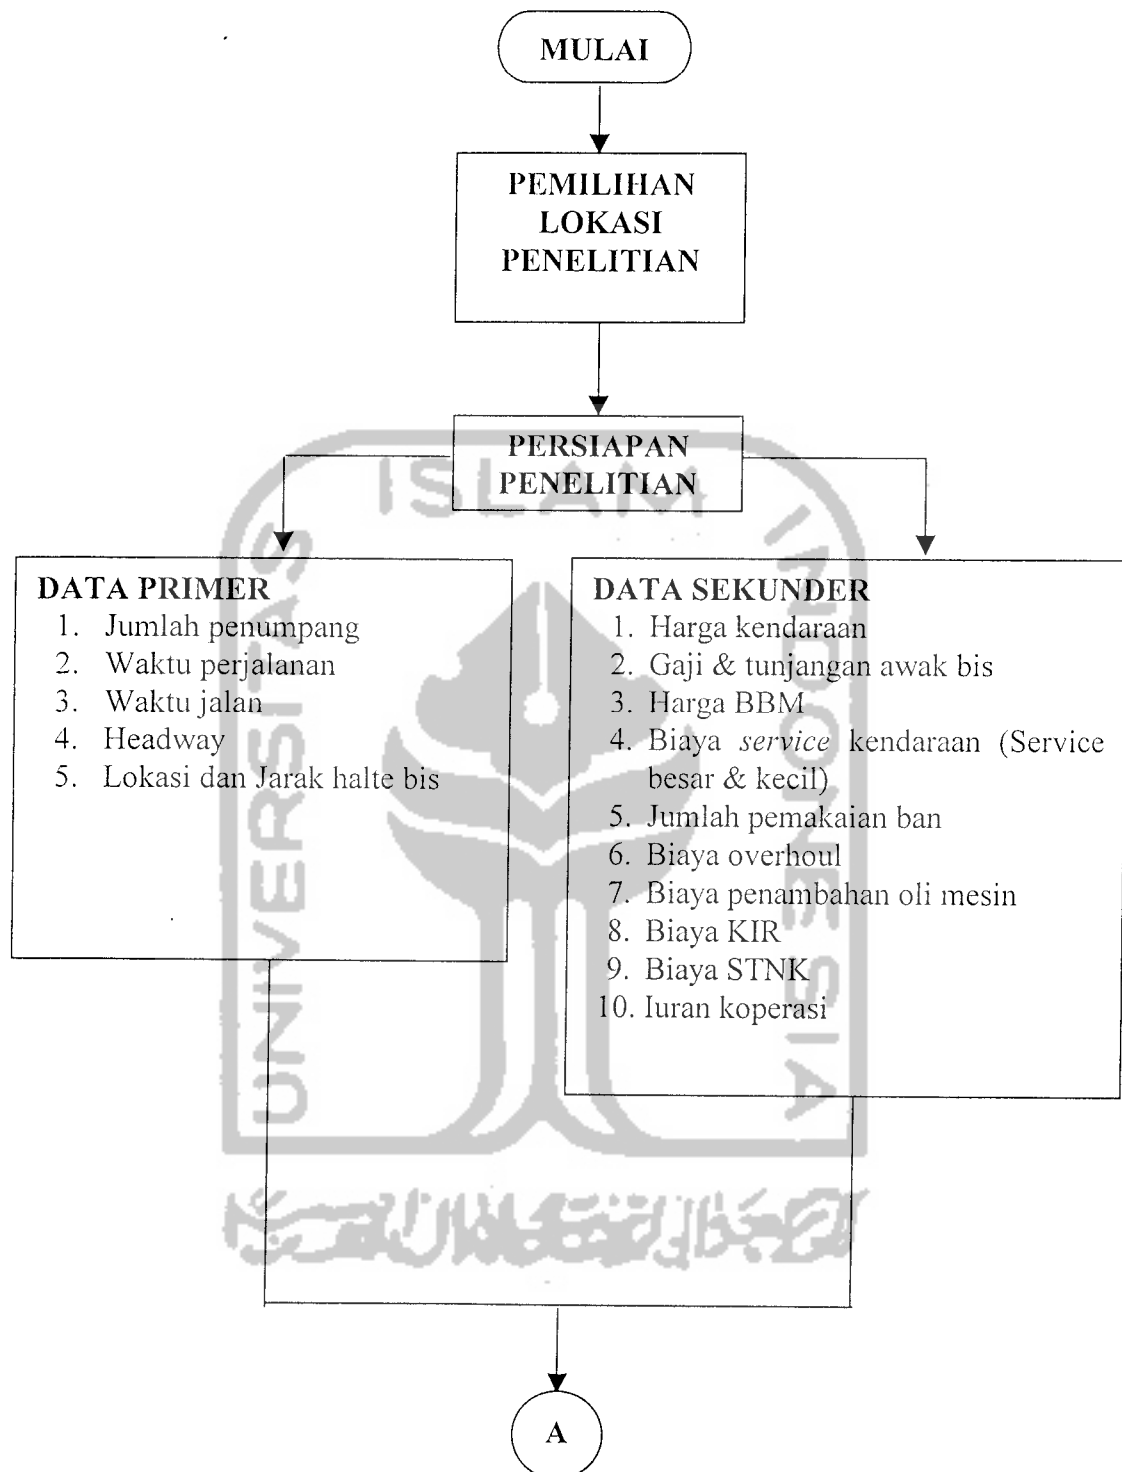 MULAI
PEMILIHAN
LOKASI
PENELITIAN
PERSIAPAN
PENELITIAN
DATA PRIMER
1. Jumlah penumpang
2. Waktu perjalanan
3. Waktu jalan
4. Headway
5. Lokasi dan Jarak halte bis
DATA SEKUNDER
1. Harga kendaraan
2. Gaji & tunjangan awak bis
3. Harga BBM
4. Biaya service kendaraan (Service
besar & kecil)
5. Jumlah pemakaian ban
6. Biaya overhoul
7. Biaya penambahan oli mesin
8. Biaya KIR
9. Biaya STNK
10. Iuran koperasi
A
UNIVERSITAS
ISLAM
INDONESIA